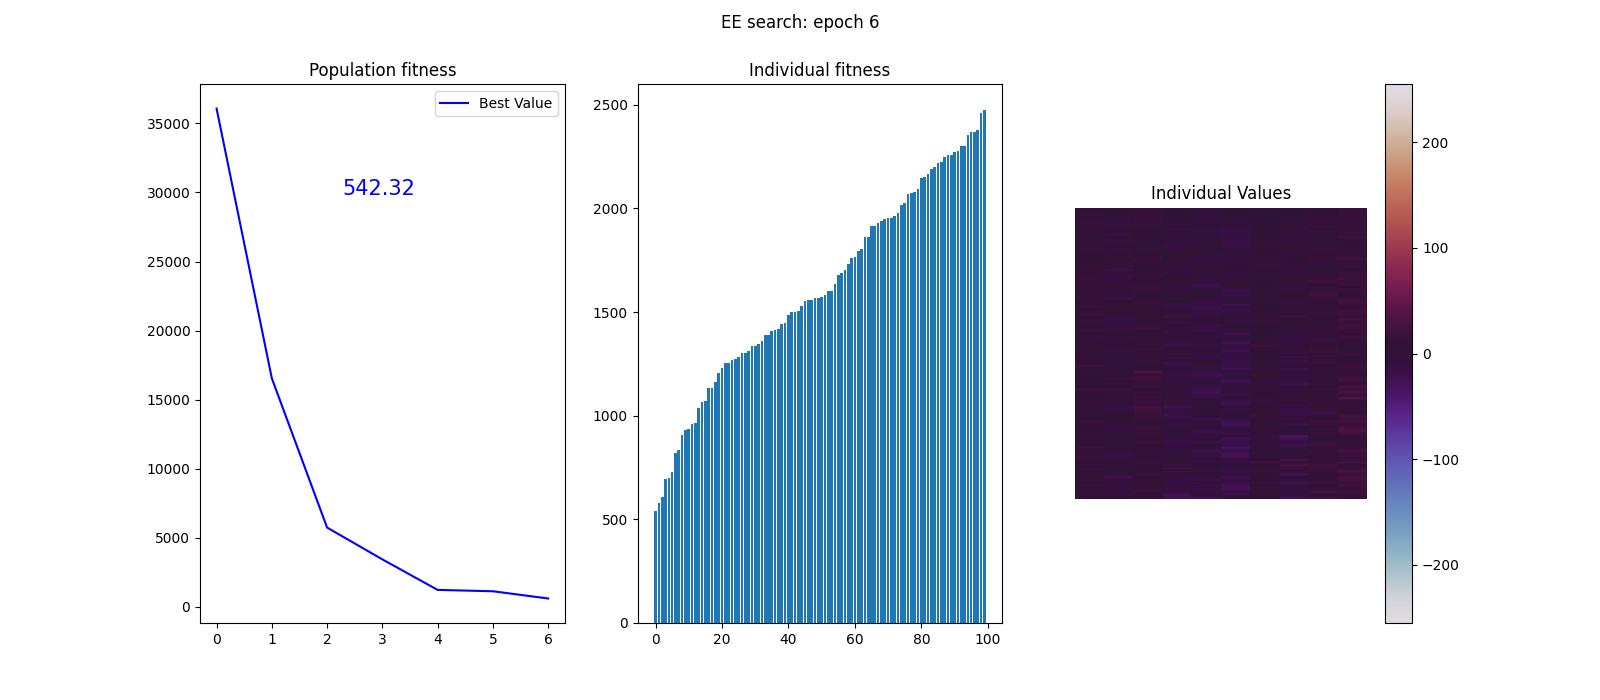 EE search: epoch 6
Population fitness
Best Value
542.32
35000
30000
25000
20000
15000
10000
5000
0
0 1 2 3 4 5 6
Individual fitness
2500
2000
1500
1000
500
0
0 20 40 60 80 100
Individual Values
200
100
0
−100
−200